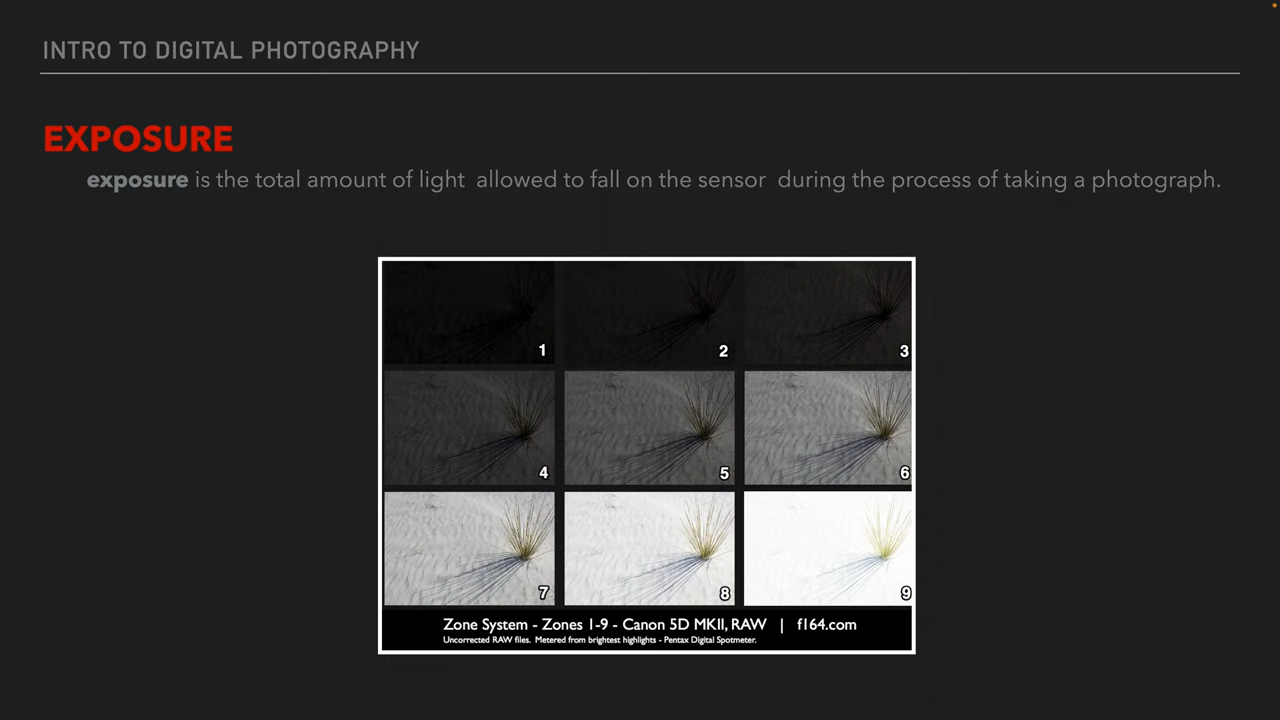 INTRO TO DIGITAL PHOTOGRAPHY
EXPOSURE
exposure is the total amount of light allowed to fall on the sensor during the process of taking a photograph.
1
2
3
4
5
6
7
8
9
Zone System - Zones 1-9 - Canon 5D MKII, RAW | f164.com
Uncorrected RAW files. Metered from brightest highlights - Pentax Digital Spotmeter.